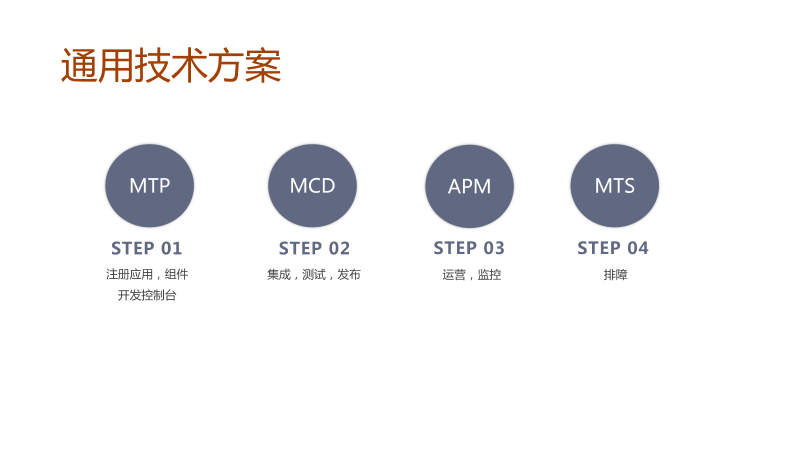 通用技术方案
MTP
MCD
APM
MTS
STEP 01
STEP 02
STEP 03
STEP 04
注册应用，组件
开发控制台
集成，测试，发布
运营，监控
排障